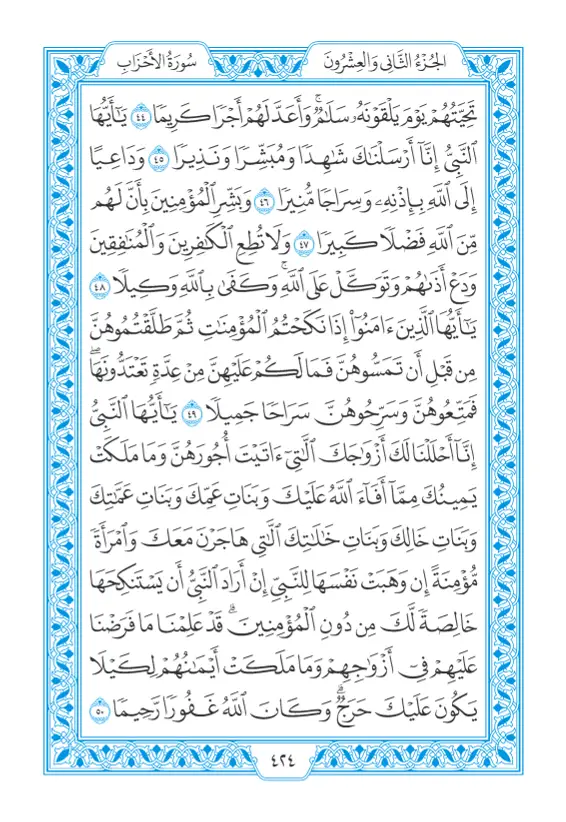 الجُزْءُ الثَّانِي وَالعِشْرُونَ
سُورَةُ الأَحْزَابِ
تَحِيَّتُهُمْ يَوْمَ يَلْقَوْنَهُۥ سَلَٰمٌۚ وَأَعَدَّ لَهُمْ أَجْرًا كَرِيمًا ٤٤ يَٰٓأَيُّهَا
ٱلنَّبِيُّ إِنَّآ أَرْسَلْنَٰكَ شَٰهِدًا وَمُبَشِّرًا وَنَذِيرًا ٤٥ وَدَاعِيًا
إِلَى ٱللَّهِ بِإِذْنِهِۦ وَسِرَاجًا مُّنِيرًا ٤٦ وَبَشِّرِ ٱلْمُؤْمِنِينَ بِأَنَّ لَهُم
مِّنَ ٱللَّهِ فَضْلًا كَبِيرًا ٤٧ وَلَا تُطِعِ ٱلْكَٰفِرِينَ وَٱلْمُنَٰفِقِينَ
وَدَعْ أَذَىٰهُمْ وَتَوَكَّلْ عَلَى ٱللَّهِۚ وَكَفَىٰ بِٱللَّهِ وَكِيلًا ٤٨
يَٰٓأَيُّهَا ٱلَّذِينَ ءَامَنُوٓا۟ إِذَا نَكَحْتُمُ ٱلْمُؤْمِنَٰتِ ثُمَّ طَلَّقْتُمُوهُنَّ
مِن قَبْلِ أَن تَمَسُّوهُنَّ فَمَا لَكُمْ عَلَيْهِنَّ مِنْ عِدَّةٍ تَعْتَدُّونَهَاۖ
فَمَتِّعُوهُنَّ وَسَرِّحُوهُنَّ سَرَاحًا جَمِيلًا ٤٩ يَٰٓأَيُّهَا ٱلنَّبِيُّ
إِنَّآ أَحْلَلْنَا لَكَ أَزْوَٰجَكَ ٱلَّٰتِيٓ ءَاتَيْتَ أُجُورَهُنَّ وَمَا مَلَكَتْ
يَمِينُكَ مِمَّآ أَفَآءَ ٱللَّهُ عَلَيْكَ وَبَنَاتِ عَمِّكَ وَبَنَاتِ عَمَّٰتِكَ
وَبَنَاتِ خَالِكَ وَبَنَاتِ خَٰلَٰتِكَ ٱلَّٰتِي هَاجَرْنَ مَعَكَ وَٱمْرَأَةً
مُّؤْمِنَةً إِن وَهَبَتْ نَفْسَهَا لِلنَّبِيِّ إِنْ أَرَادَ ٱلنَّبِيُّ أَن يَسْتَنكِحَهَا
خَالِصَةً لَّكَ مِن دُونِ ٱلْمُؤْمِنِينَۗ قَدْ عَلِمْنَا مَا فَرَضْنَا
عَلَيْهِمْ فِيٓ أَزْوَٰجِهِمْ وَمَا مَلَكَتْ أَيْمَٰنُهُمْ لِكَيْلَا
يَكُونَ عَلَيْكَ حَرَجٌۗ وَكَانَ ٱللَّهُ غَفُورًا رَّحِيمًا ٥٠
٤٢٤